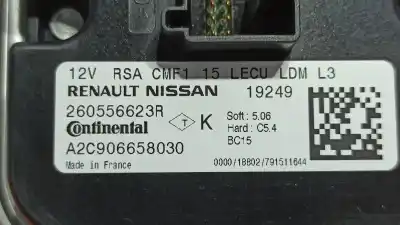 12V RSA CMF1 15 LECU LDM L3
RENAULT NISSAN 19249
260556623R
Continental T K
Soft : 5.06
Hard : C5.4
BC15
A2C906658030
Made in France
0000/18802/791511644